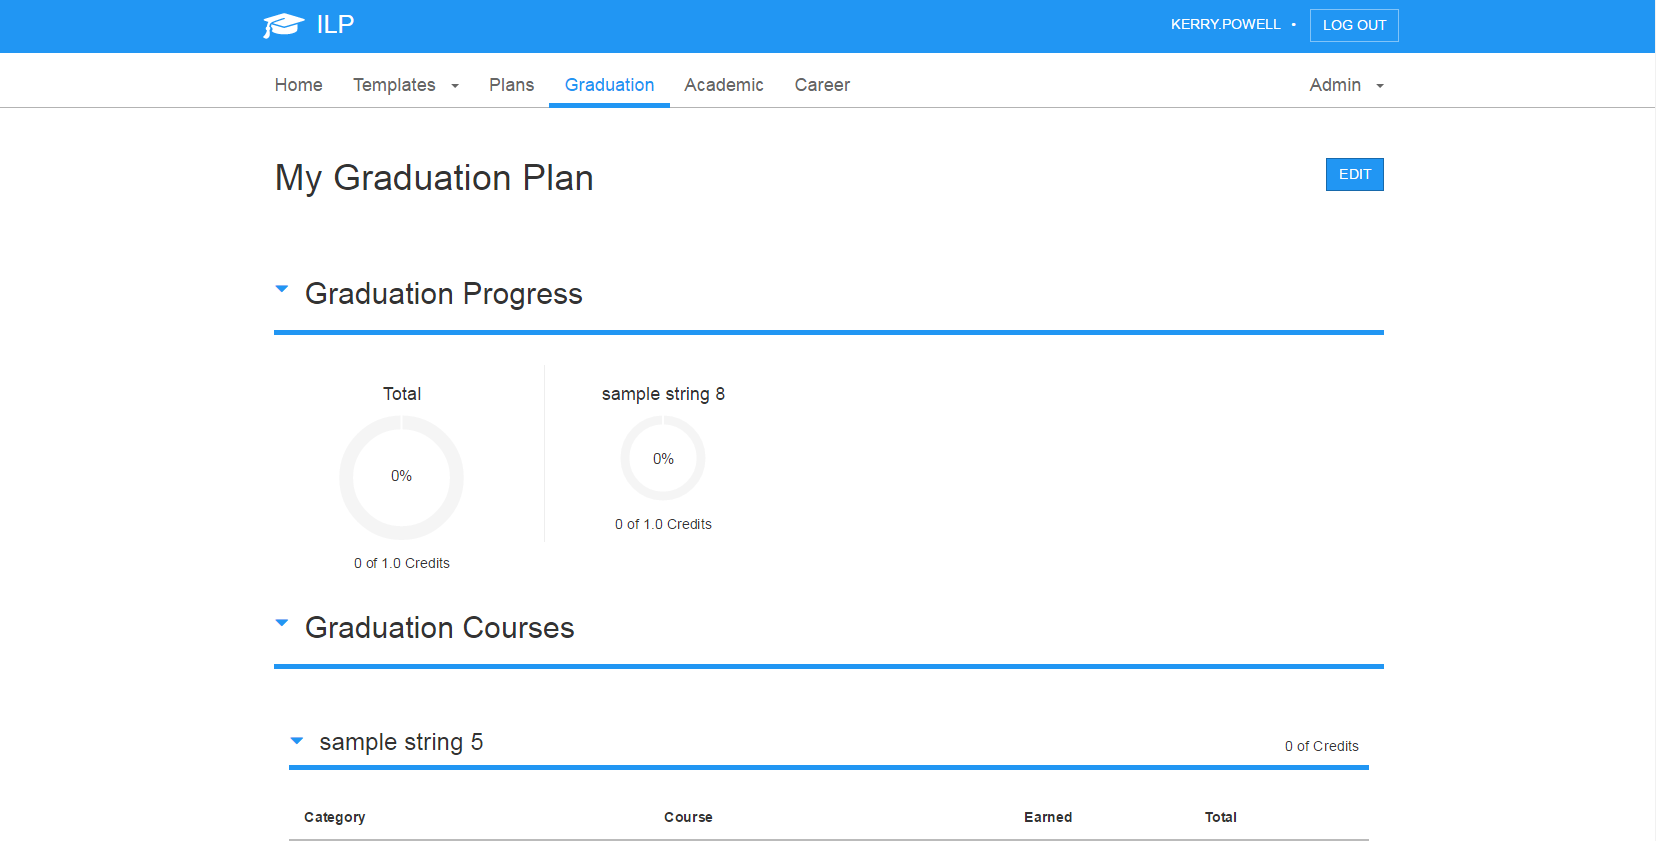 ILP
KERRY.POWELL • LOG OUT
Home Templates Plans Graduation Academic Career Admin
My Graduation Plan
EDIT
Graduation Progress
Total sample string 8
0% 0%
0 of 1.0 Credits
0 of 1.0 Credits
Graduation Courses
sample string 5
0 of Credits
Category Course Earned Total